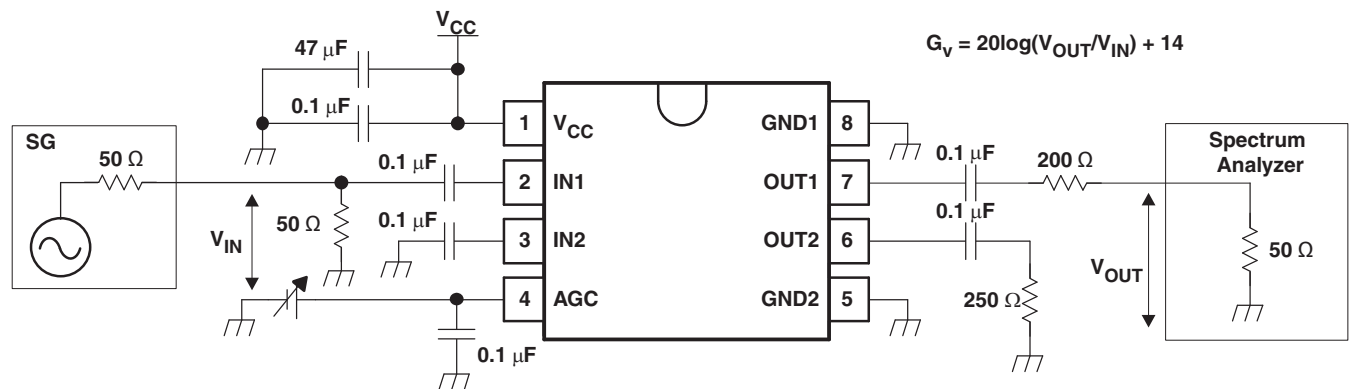 V_CC
G_v = 20log(V_OUT/V_IN) + 14
47 μF
0.1 μF
SG
50 Ω
0.1 μF
50 Ω
V_IN
0.1 μF
0.1 μF
1 V_CC
2 IN1
3 IN2
4 AGC
GND1 8
OUT1 7
OUT2 6
GND2 5
0.1 μF
200 Ω
0.1 μF
250 Ω
V_OUT
Spectrum
Analyzer
50 Ω